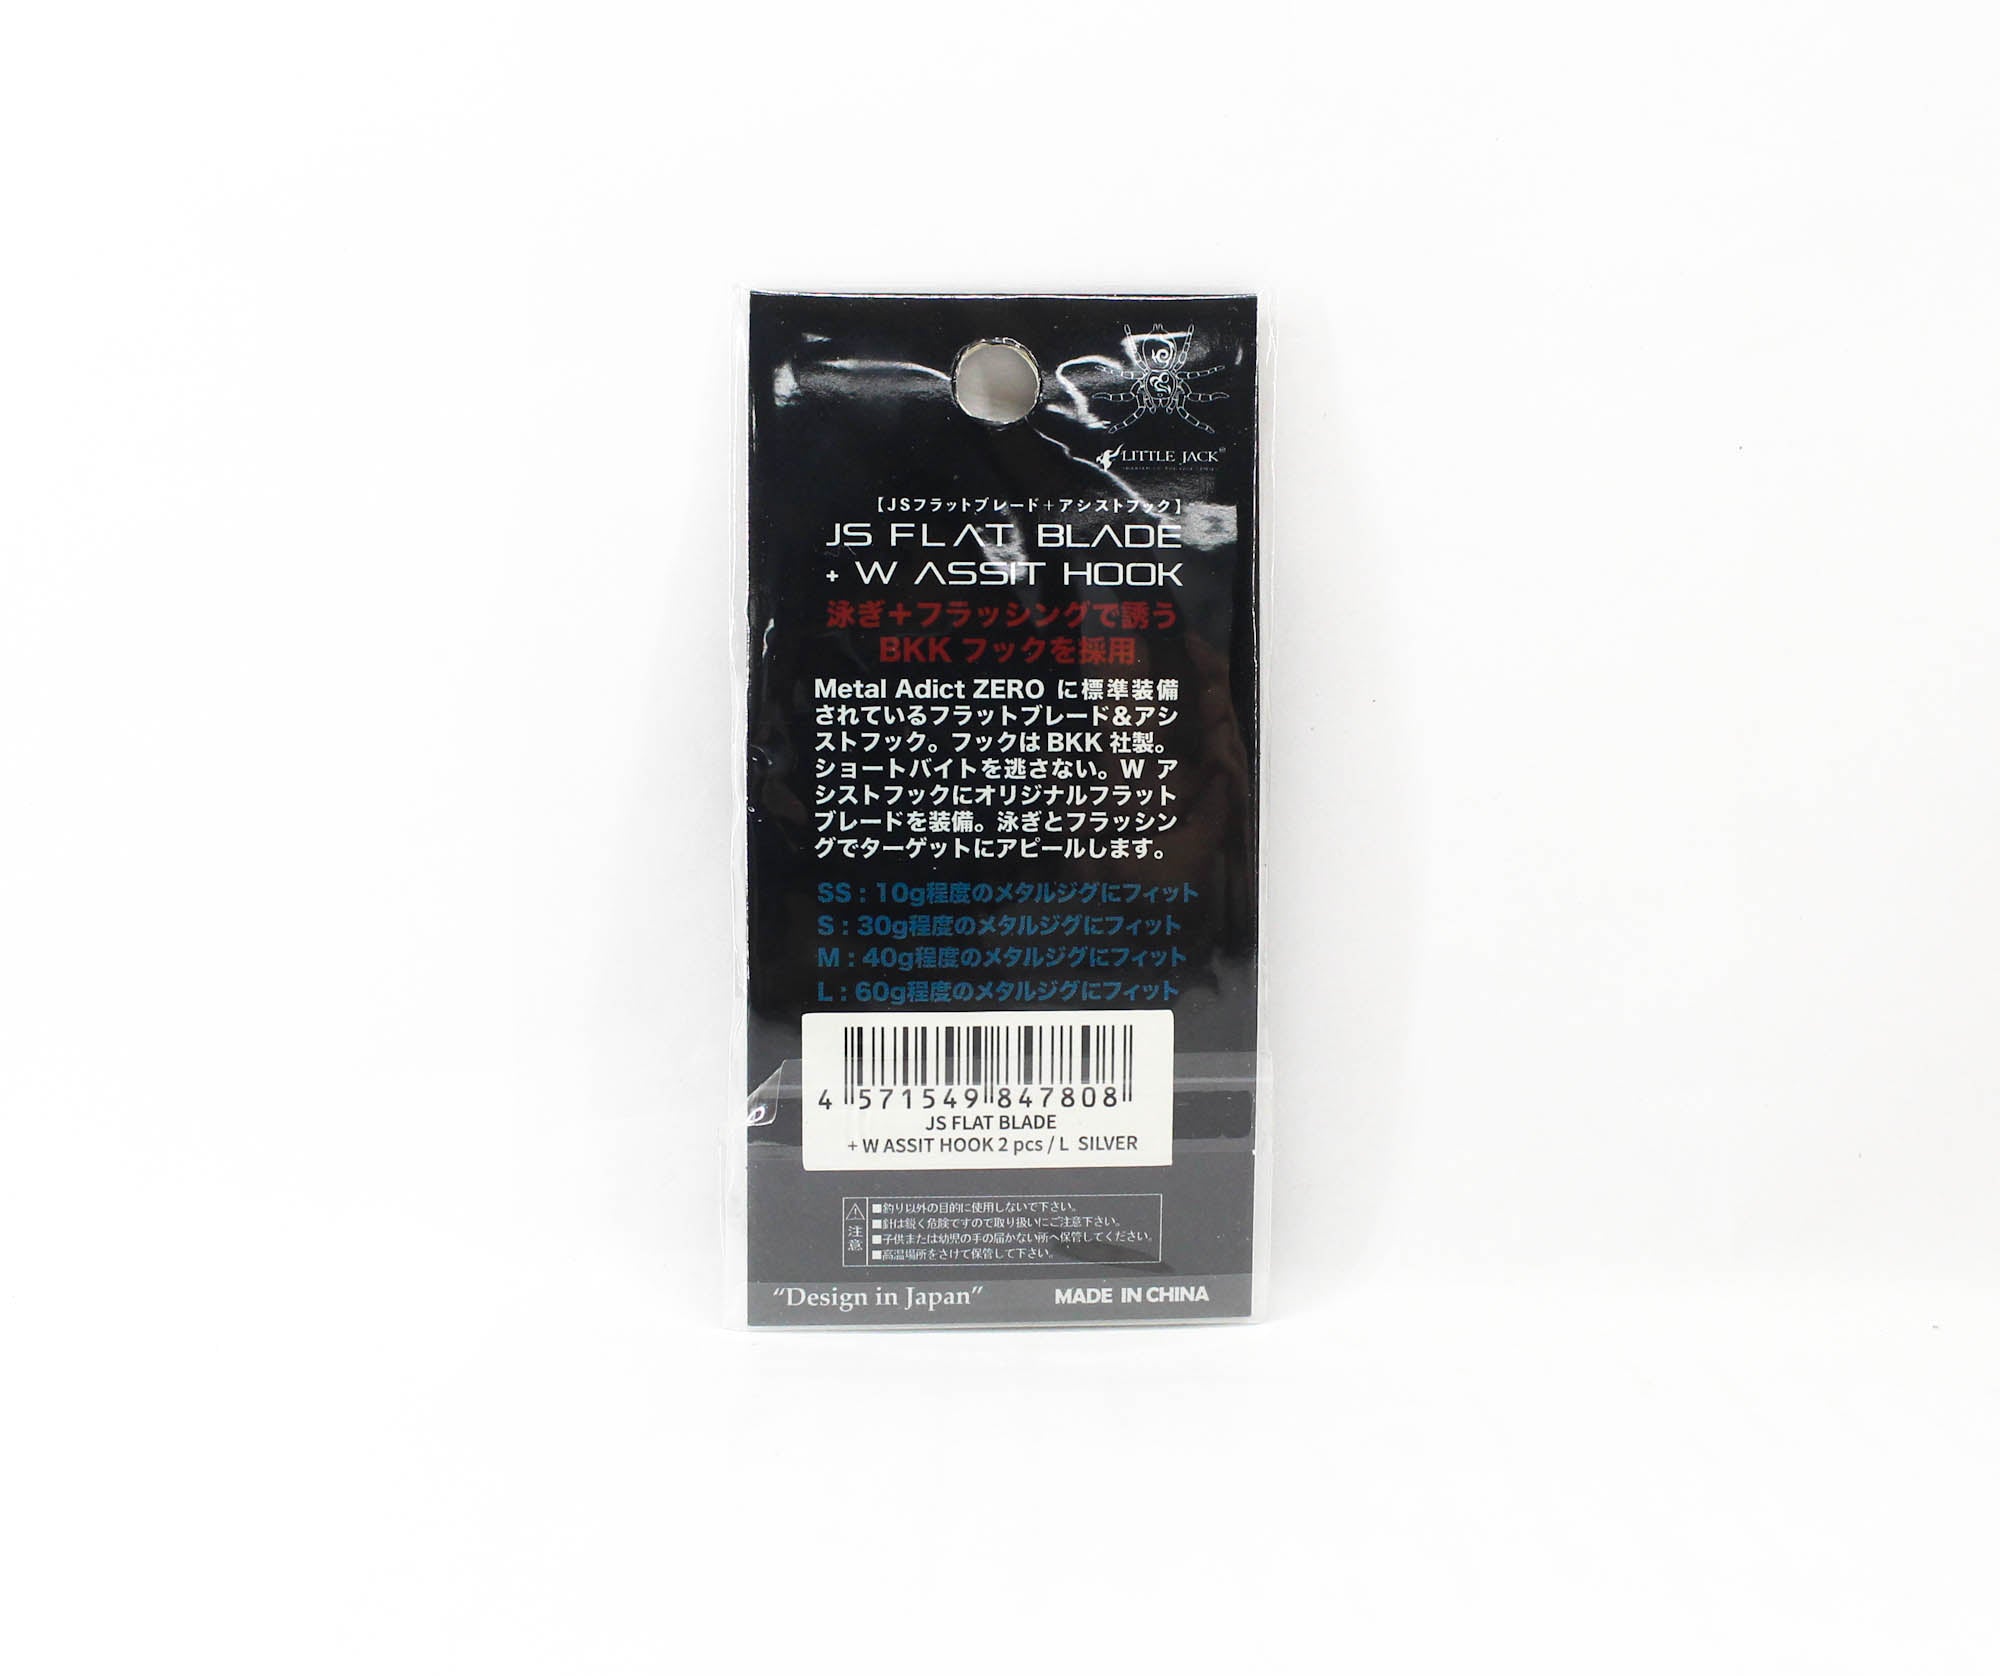 LITTLE JACK
【JSフラットブレード+アシストフック】
JS FLAT BLADE
+ W ASSIT HOOK
泳ぎ+フラッシングで誘う
BKK フックを採用
Metal Adict ZERO に標準装備
されているフラットブレード&アシ
ストフック。フックは BKK 社製。
ショートバイトを逃さない。W ア
シストフックにオリジナルフラット
ブレードを装備。泳ぎとフラッシン
グでターゲットにアピールします。
SS : 10g程度のメタルジグにフィット
S : 30g程度のメタルジグにフィット
M : 40g程度のメタルジグにフィット
L : 60g程度のメタルジグにフィット
4 571549 847808
JS FLAT BLADE
+ W ASSIT HOOK 2 pcs / L SILVER
注意
■釣り以外の目的に使用しないで下さい。
■針は鋭く危険ですので取り扱いにご注意下さい。
■子供または幼児の手の届かない所へ保管してください。
■高温場所をさけて保管して下さい。
"Design in Japan"
MADE IN CHINA